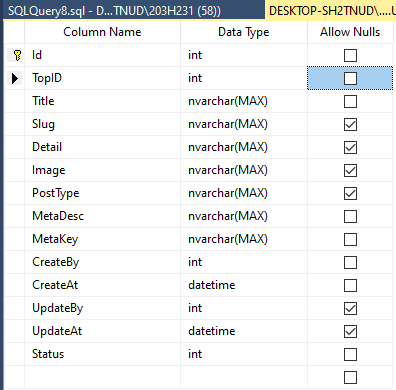 SQLQuery8.sql - D...TNUD\203H231 (58))
DESKTOP-SH2TNUD\....U
Column Name Data Type Allow Nulls
Id int
TopID int
Title nvarchar(MAX)
Slug nvarchar(MAX)
Detail nvarchar(MAX)
Image nvarchar(MAX)
PostType nvarchar(MAX)
MetaDesc nvarchar(MAX)
MetaKey nvarchar(MAX)
CreateBy int
CreateAt datetime
UpdateBy int
UpdateAt datetime
Status int